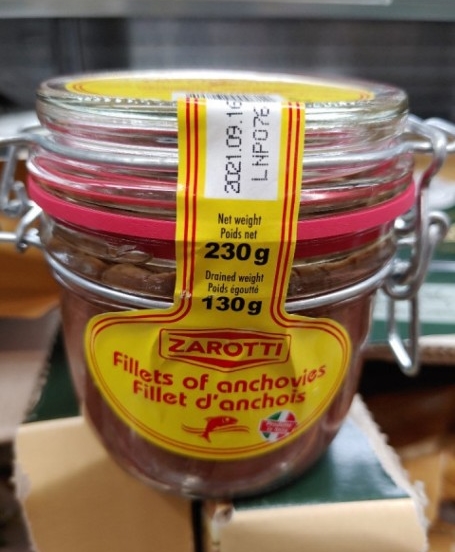 2021.09.16
LNP076
Net weight
Poids net
230g
Drained weight
Poids égoutté
130g
ZAROTTI
Fillets of anchovies
Fillet d'anchois